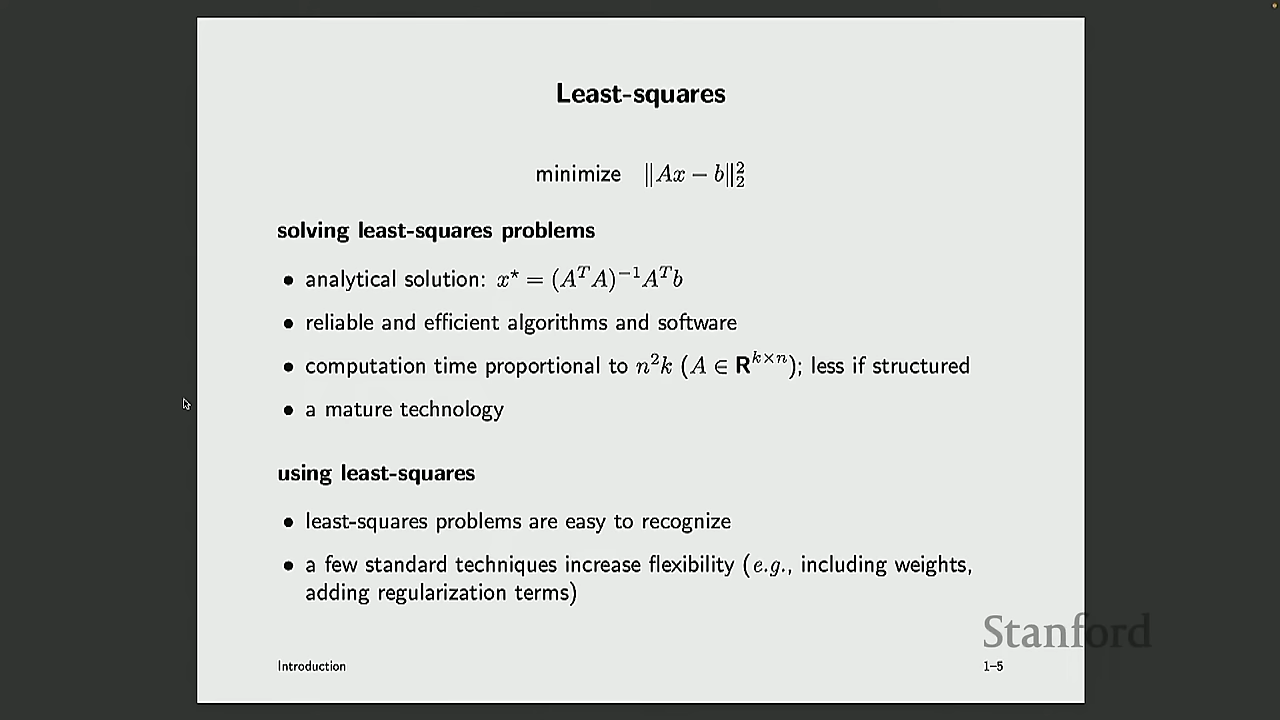 Least-squares
minimize ‖Ax − b‖₂²
solving least-squares problems
• analytical solution: x⋆ = (AᵀA)⁻¹Aᵀb
• reliable and efficient algorithms and software
• computation time proportional to n²k (A ∈ R^{k×n}); less if structured
• a mature technology
using least-squares
• least-squares problems are easy to recognize
• a few standard techniques increase flexibility (e.g., including weights,
adding regularization terms)
Stanford
Introduction 1–5